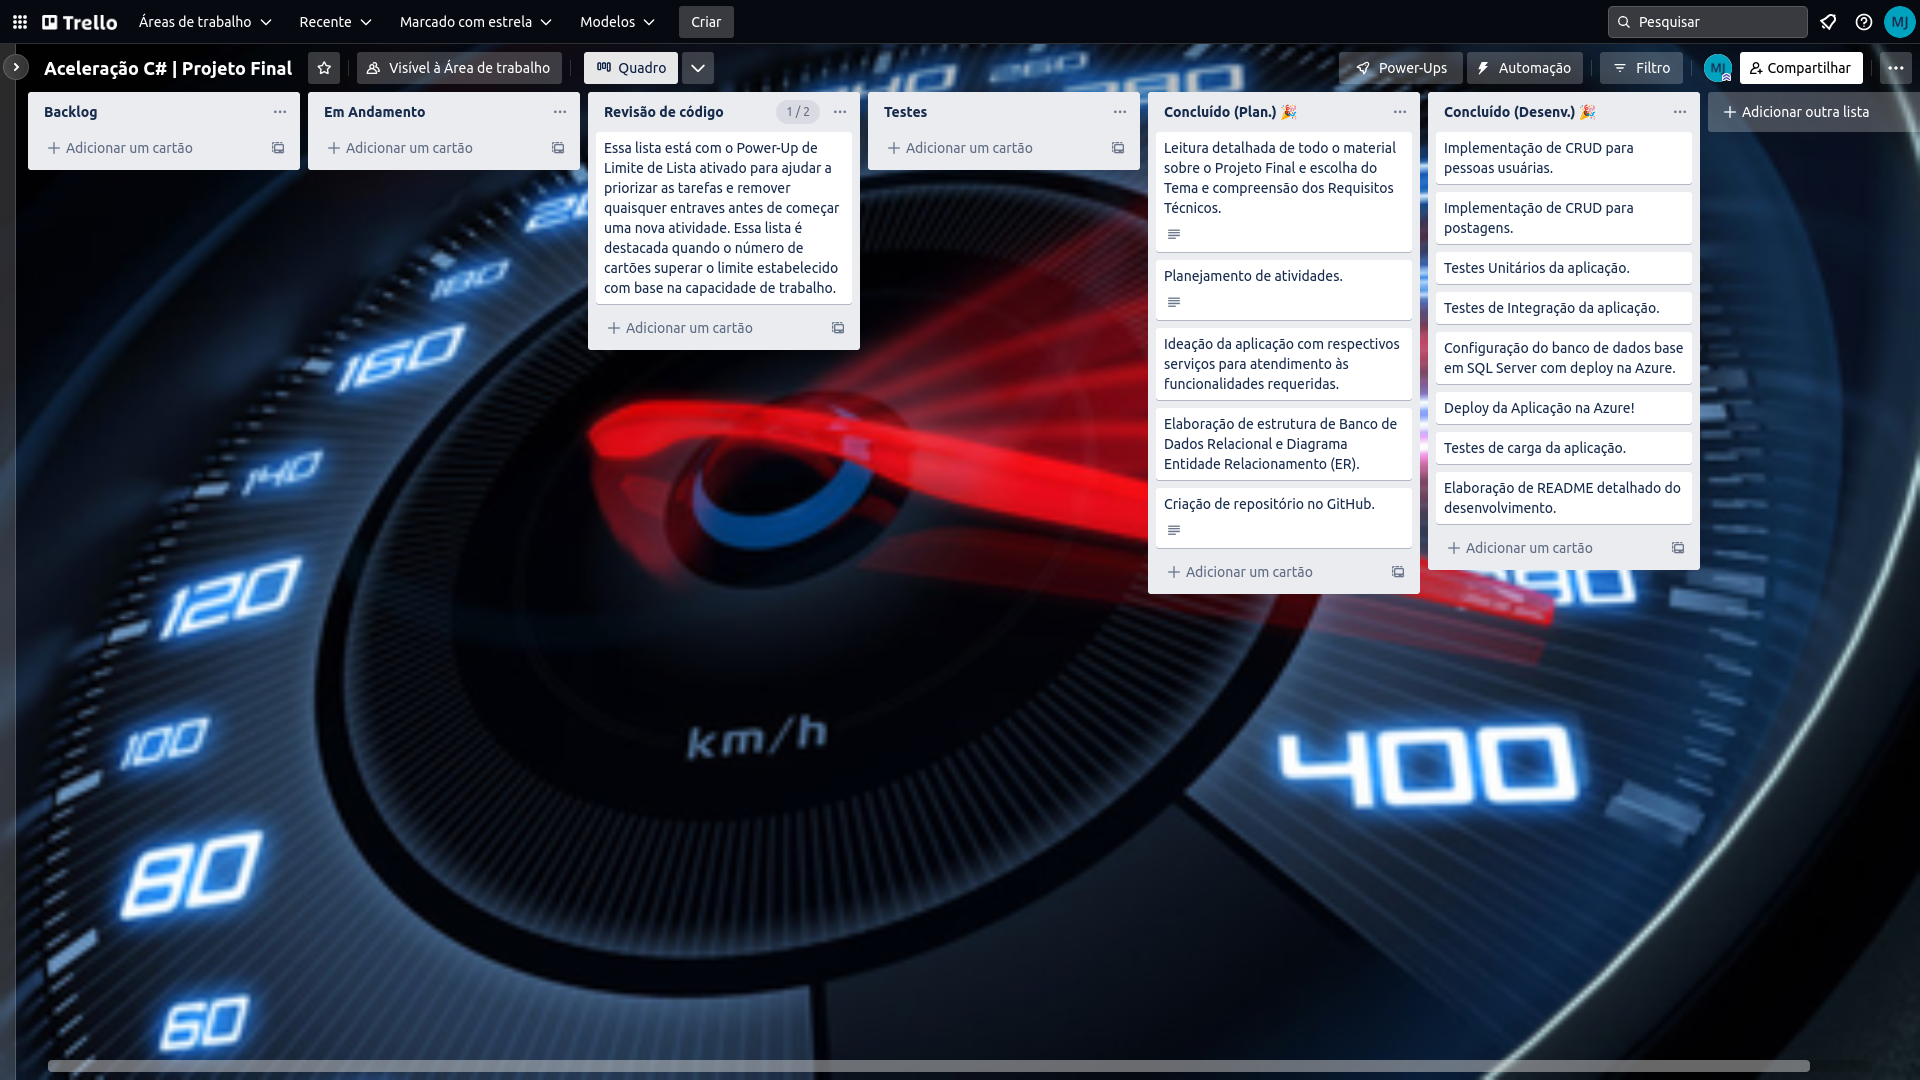 Trello
Áreas de trabalho
Recente
Marcado com estrela
Modelos
Criar
Pesquisar
MJ
Aceleração C# | Projeto Final
Visível à Área de trabalho
Quadro
Power-Ups
Automação
Filtro
MJ
Compartilhar
Backlog
Adicionar um cartão
Em Andamento
Adicionar um cartão
Revisão de código
1 / 2
Essa lista está com o Power-Up de
Limite de Lista ativado para ajudar a
priorizar as tarefas e remover
quaisquer entraves antes de começar
uma nova atividade. Essa lista é
destacada quando o número de
cartões superar o limite estabelecido
com base na capacidade de trabalho.
Adicionar um cartão
Testes
Adicionar um cartão
Concluído (Plan.) 🎉
Leitura detalhada de todo o material
sobre o Projeto Final e escolha do
Tema e compreensão dos Requisitos
Técnicos.
Planejamento de atividades.
Ideação da aplicação com respectivos
serviços para atendimento às
funcionalidades requeridas.
Elaboração de estrutura de Banco de
Dados Relacional e Diagrama
Entidade Relacionamento (ER).
Criação de repositório no GitHub.
Adicionar um cartão
Concluído (Desenv.) 🎉
Implementação de CRUD para
pessoas usuárias.
Implementação de CRUD para
postagens.
Testes Unitários da aplicação.
Testes de Integração da aplicação.
Configuração do banco de dados base
em SQL Server com deploy na Azure.
Deploy da Aplicação na Azure!
Testes de carga da aplicação.
Elaboração de README detalhado do
desenvolvimento.
Adicionar um cartão
Adicionar outra lista
180
160
140
120
100
80
60
km/h
400